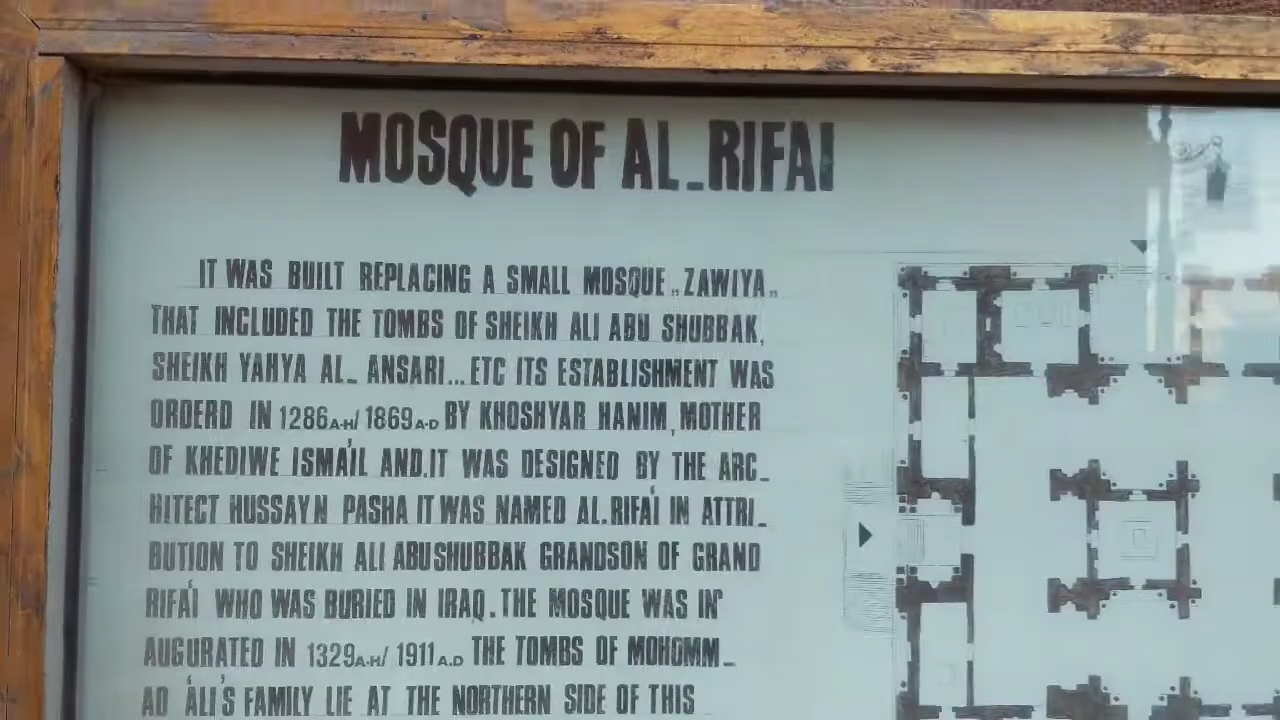 MOSQUE OF AL_RIFAI
IT WAS BUILT REPLACING A SMALL MOSQUE „ZAWIYA„
THAT INCLUDED THE TOMBS OF SHEIKH ALI ABU SHUBBAK,
SHEIKH YAHYA AL_ ANSARI... ETC ITS ESTABLISHMENT WAS
ORDERD IN 1286A.H/ 1869A.D BY KHOSHYAR HANIM, MOTHER
OF KHEDIWE ISMA'IL AND.IT WAS DESIGNED BY THE ARC_
HITECT HUSSAYN PASHA IT WAS NAMED AL.RIFA'I IN ATTRI_
BUTION TO SHEIKH ALI ABUSHUBBAK GRANDSON OF GRAND
RIFA'I WHO WAS BURIED IN IRAQ. THE MOSQUE WAS IN
AUGURATED IN 1329A.H/ 1911A.D THE TOMBS OF MOHOMM_
AD 'ALI'S FAMILY LIE AT THE NORTHERN SIDE OF THIS